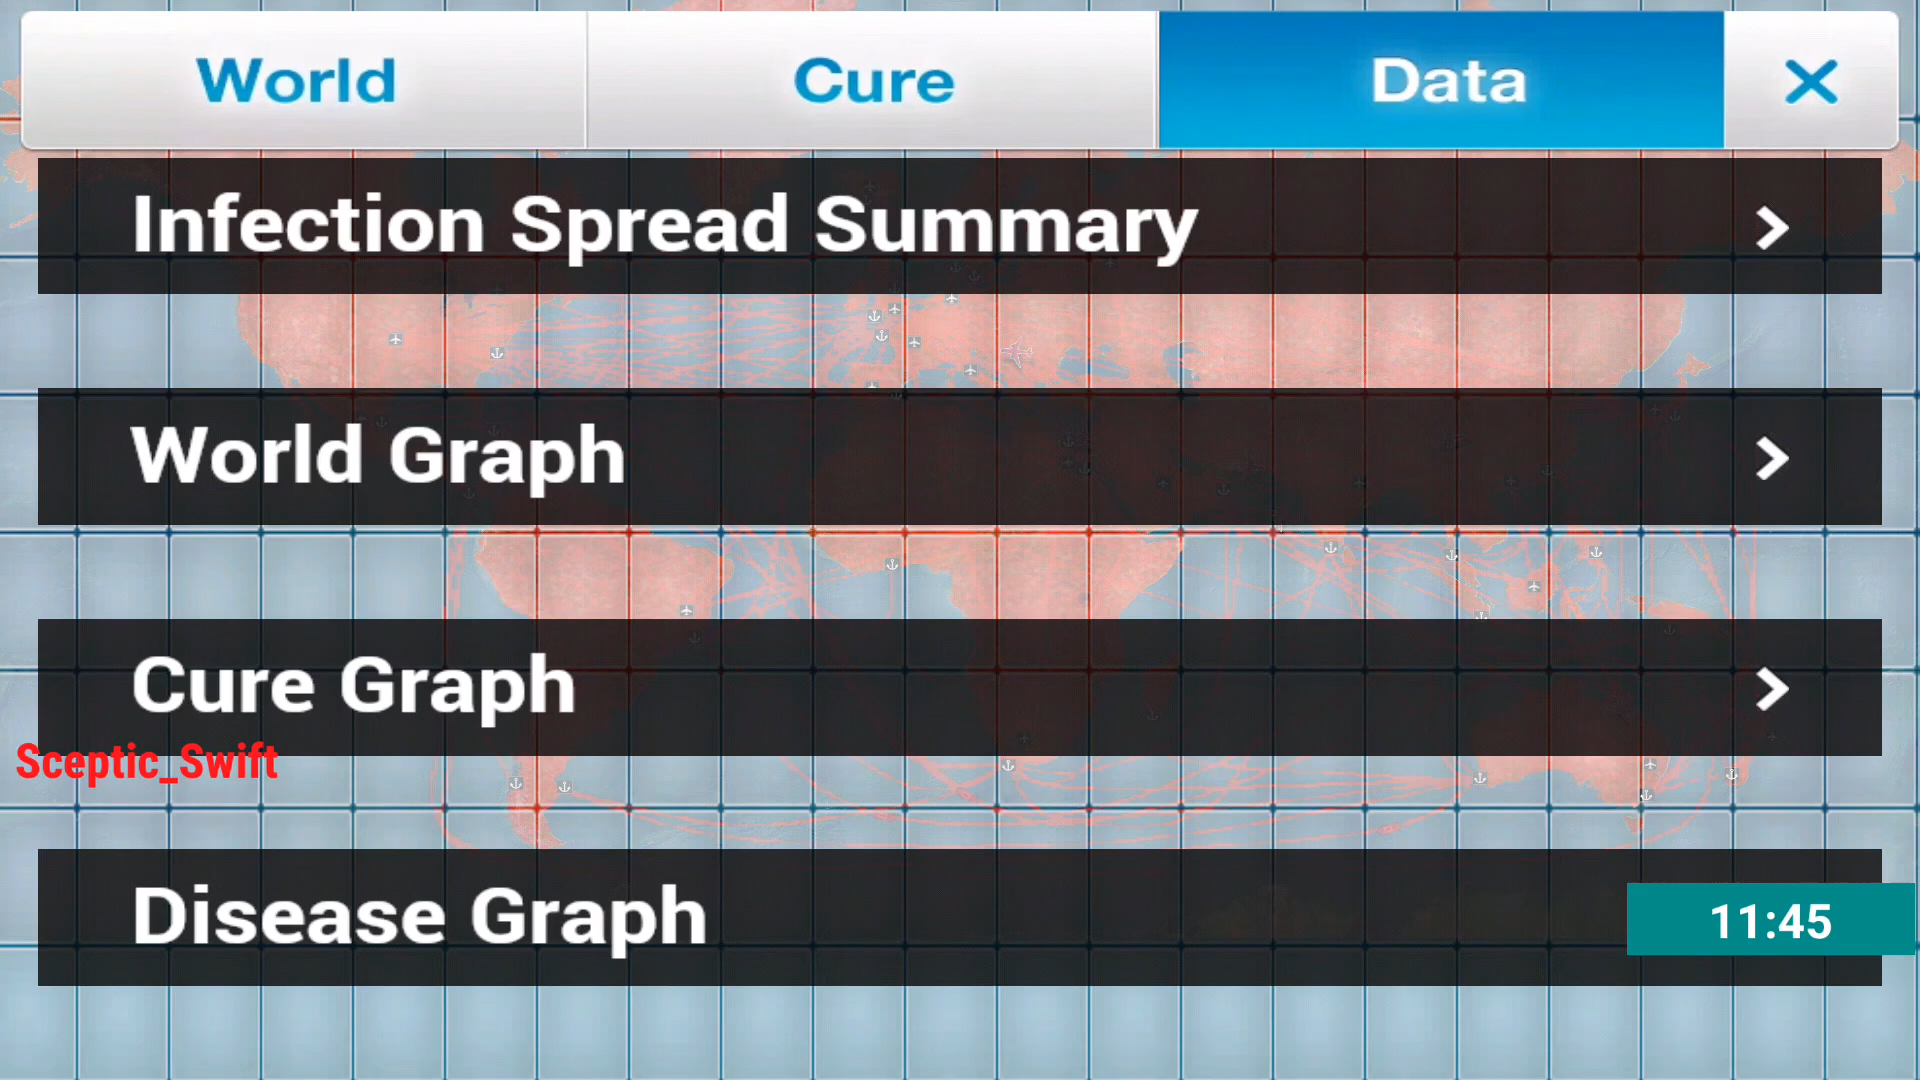 World
Cure
Data
Infection Spread Summary
World Graph
Cure Graph
Sceptic_Swift
Disease Graph
11:45